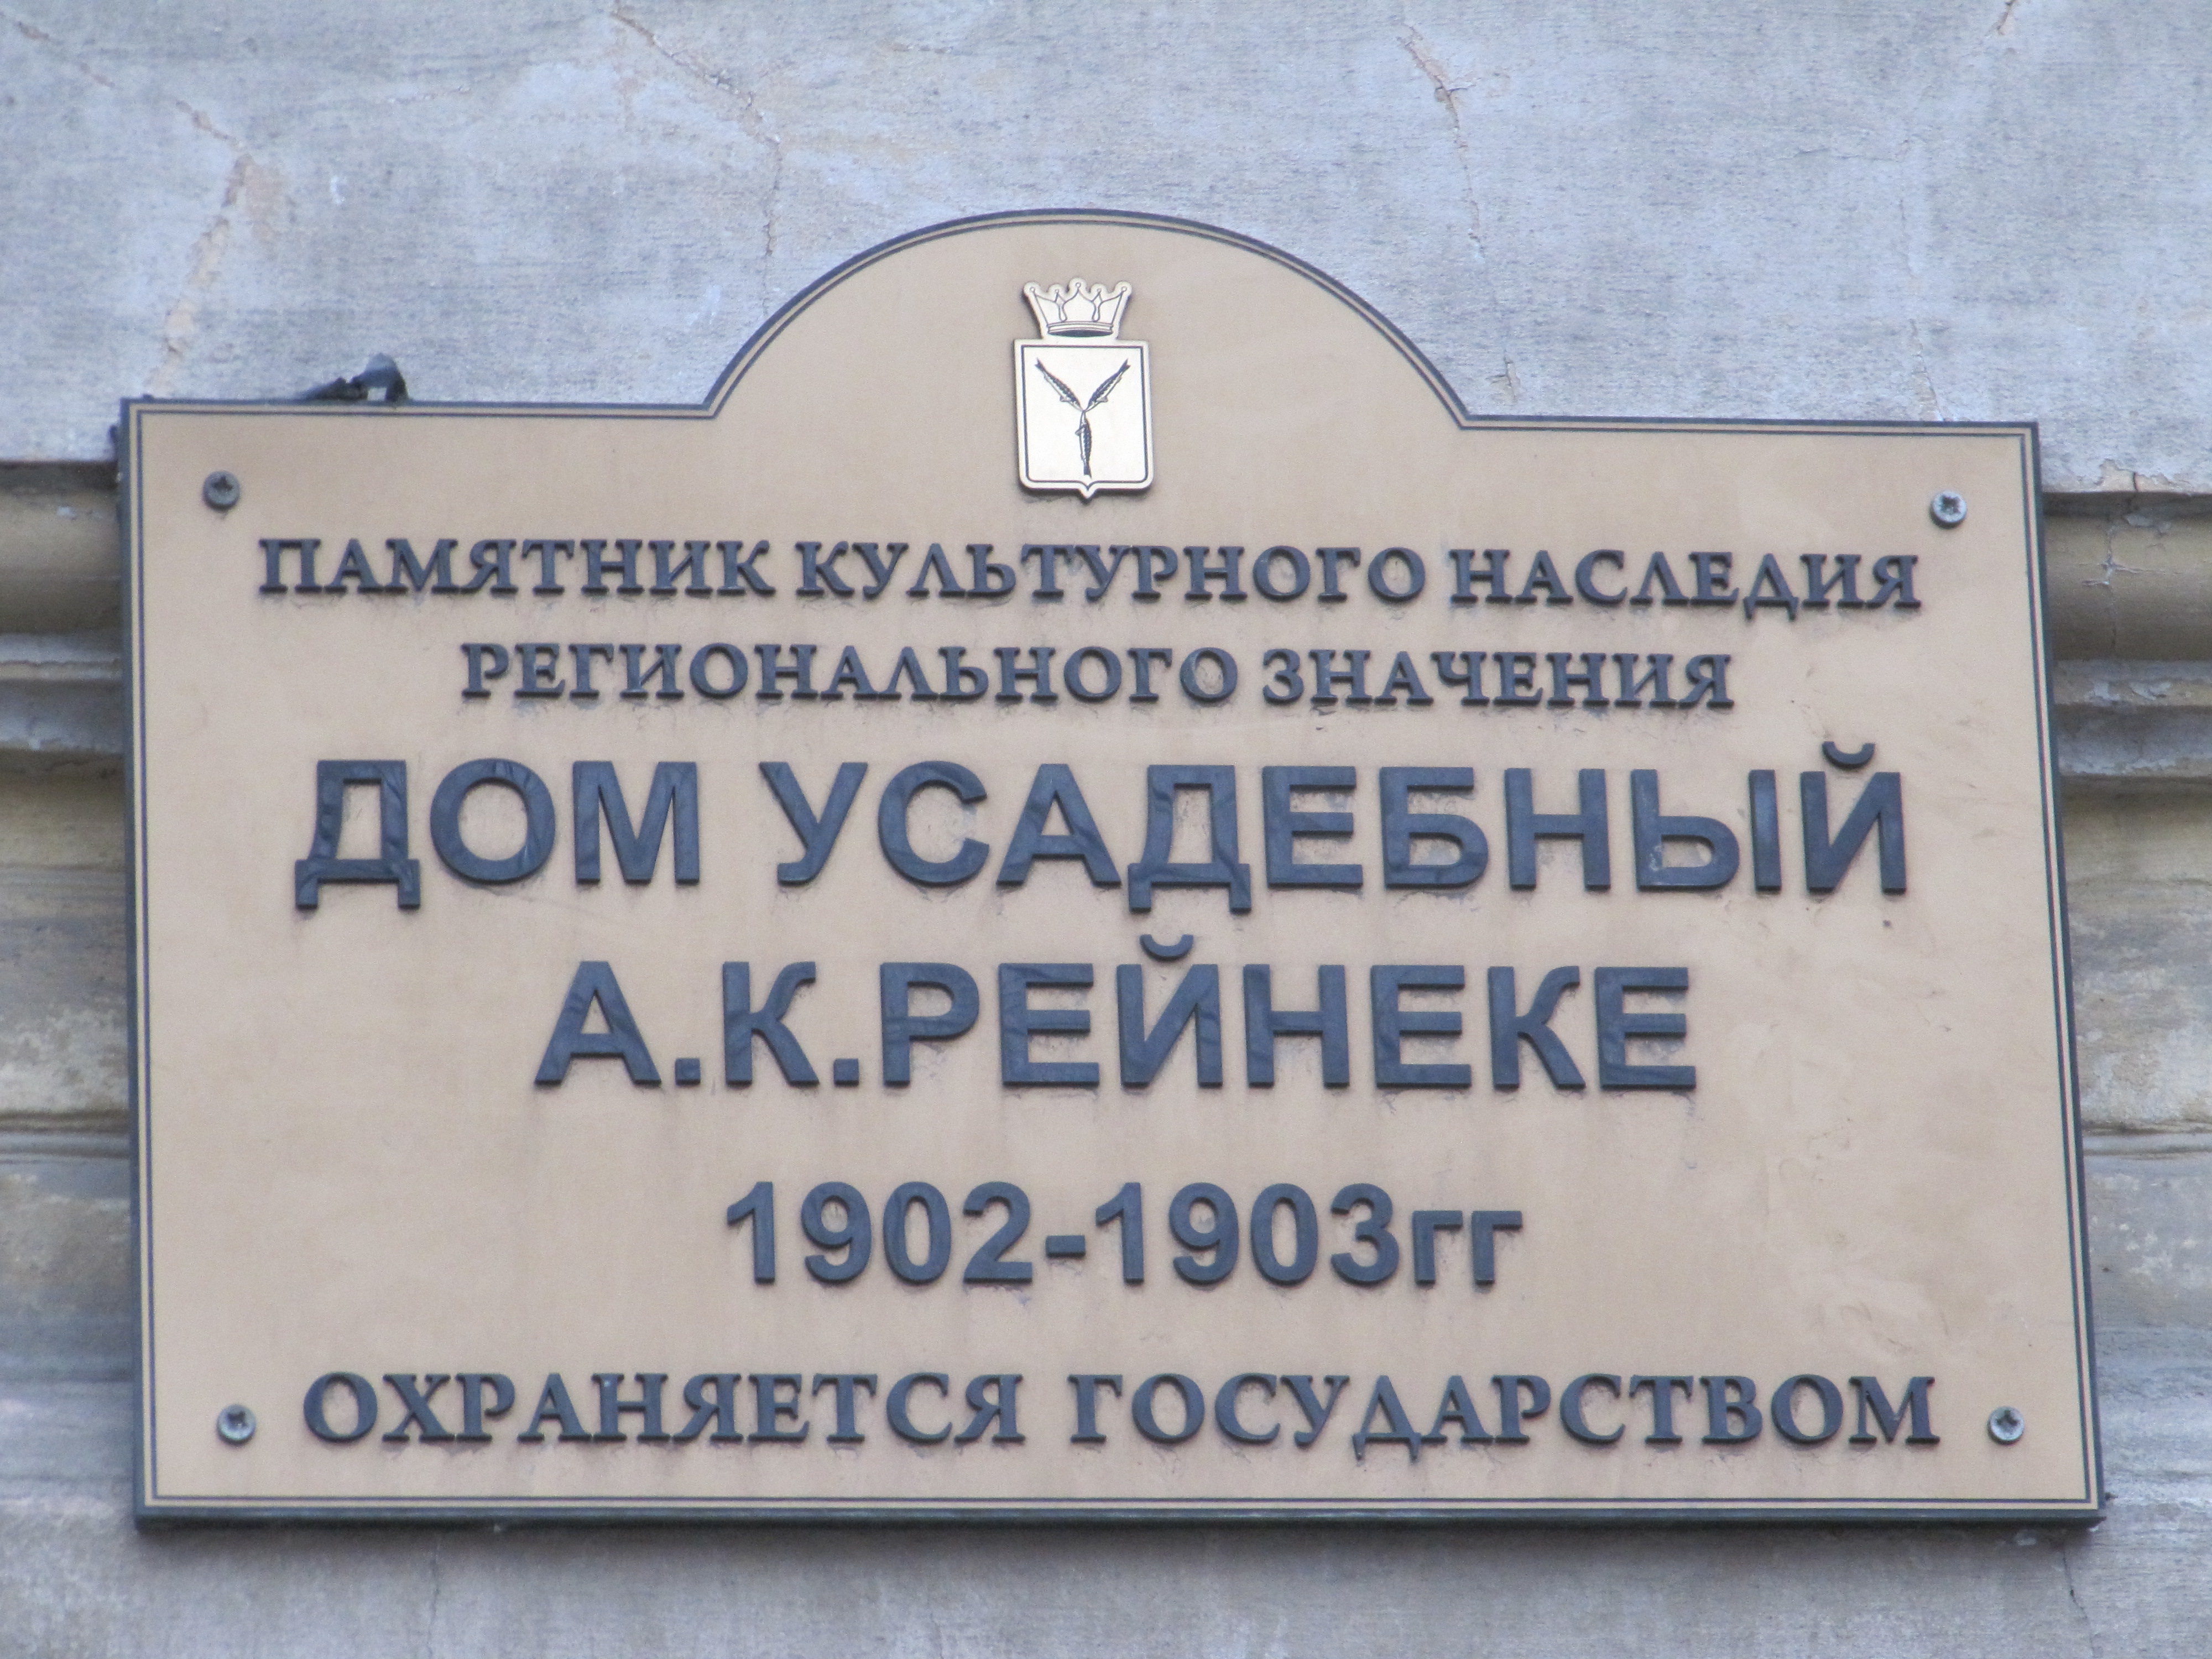 ПАМЯТНИК КУЛЬТУРНОГО НАСЛЕДИЯ
РЕГИОНАЛЬНОГО ЗНАЧЕНИЯ
ДОМ УСАДЕБНЫЙ
А.К.РЕЙНЕКЕ
1902-1903гг
ОХРАНЯЕТСЯ ГОСУДАРСТВОМ